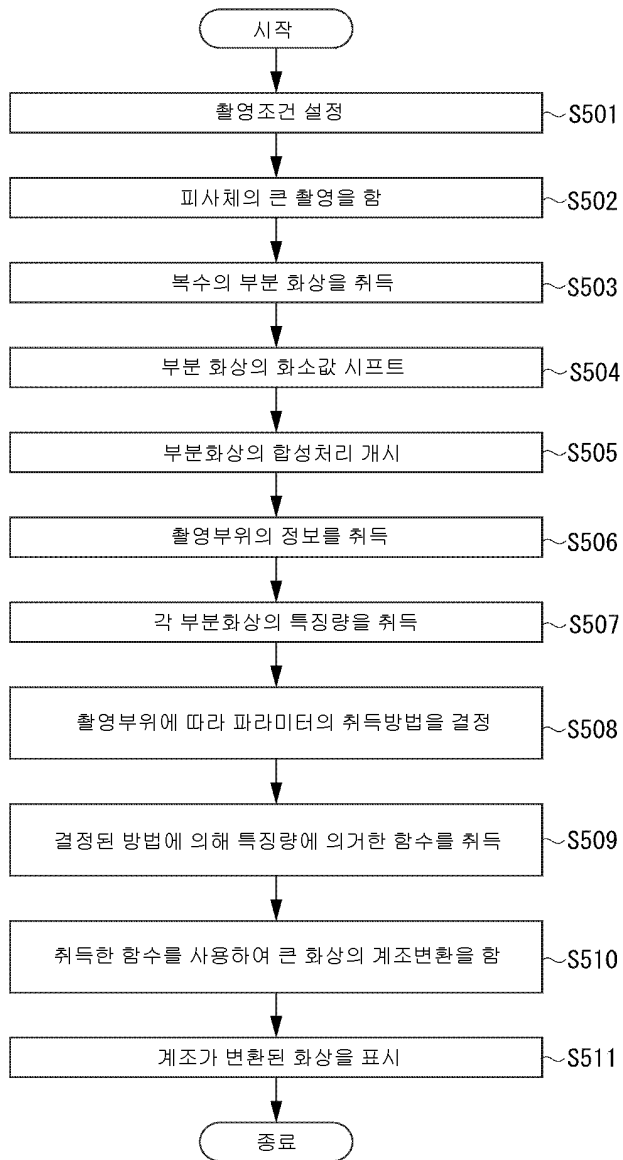 시작
촬영조건 설정
S501
피사체의 큰 촬영을 함
S502
복수의 부분 화상을 취득
S503
부분 화상의 화소값 시프트
S504
부분화상의 합성처리 개시
S505
촬영부위의 정보를 취득
S506
각 부분화상의 특징량을 취득
S507
촬영부위에 따라 파라미터의 취득방법을 결정
S508
결정된 방법에 의해 특징량에 의거한 함수를 취득
S509
취득한 함수를 사용하여 큰 화상의 계조변환을 함
S510
계조가 변환된 화상을 표시
S511
종료